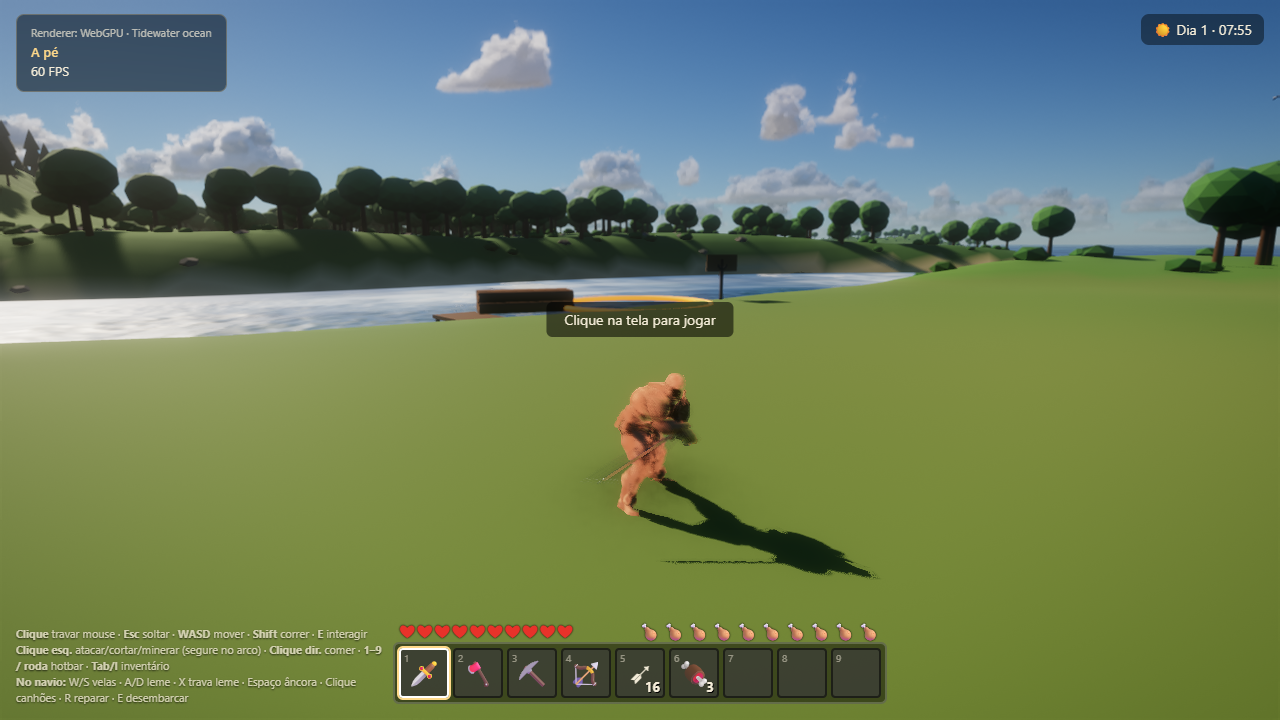 Renderer: WebGPU · Tidewater ocean
A pé
60 FPS
Dia 1 · 07:55
Clique na tela para jogar
Clique travar mouse · Esc soltar · WASD mover · Shift correr · E interagir
Clique esq. atacar/cortar/minerar (segure no arco) · Clique dir. comer · 1–9
/ roda hotbar · Tab/I inventário
No navio: W/S velas · A/D leme · X trava leme · Espaço âncora · Clique
canhões · R reparar · E desembarcar
1 2 3 4 5 6 7 8 9
16 3